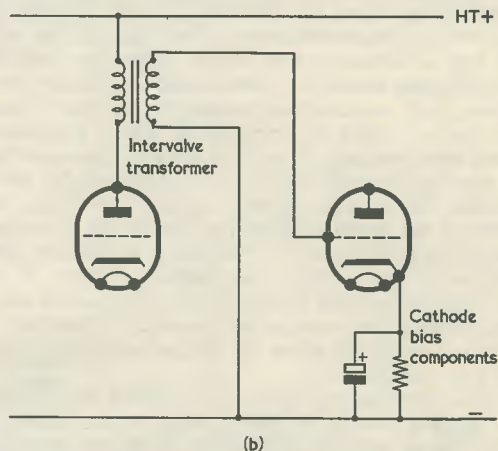 HT+
Intervalve
transformer
Cathode
bias
components
+
−
(b)